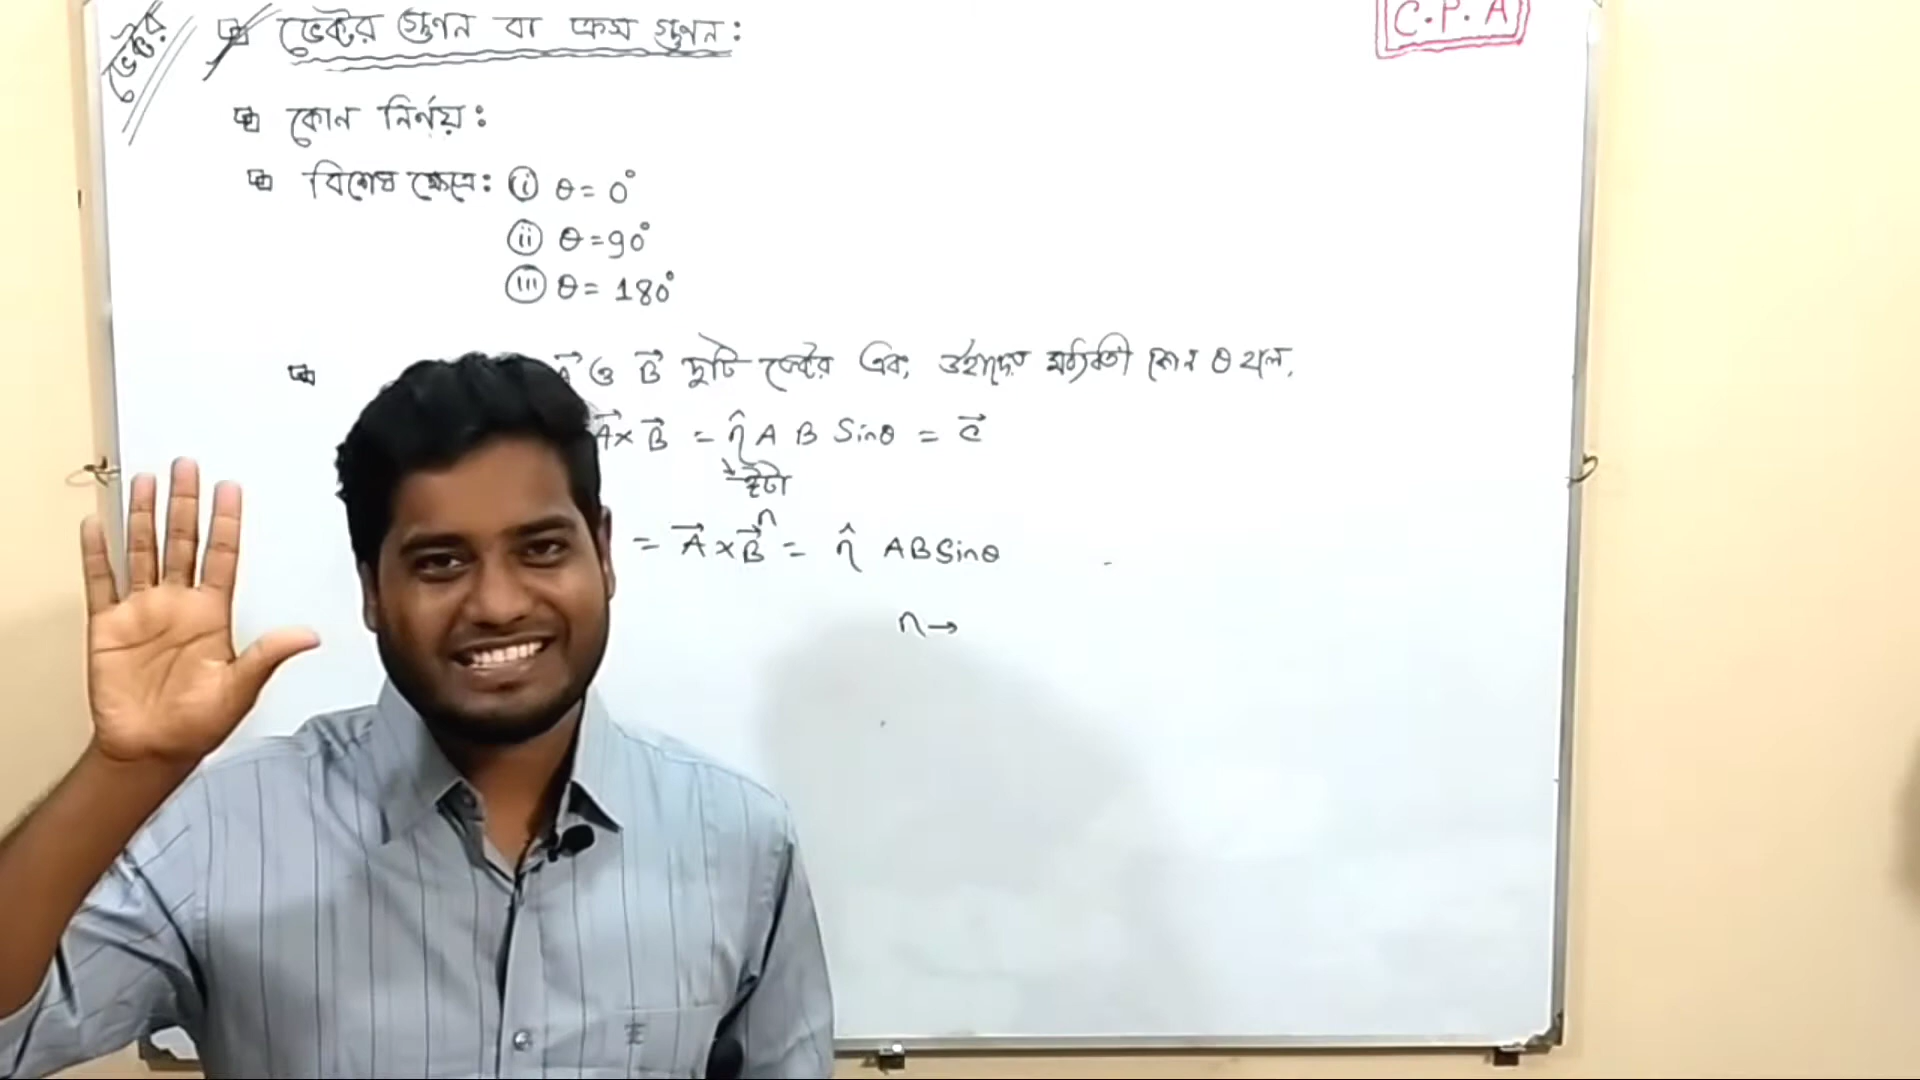 ভেক্টর
ভেক্টর গুণন বা ক্রস গুণন:
C.P.A
কোন নির্ণয়:
বিশেষ ক্ষেত্রে: (i) θ = 0°
(ii) θ = 90°
(iii) θ = 180°
A⃗ ও B⃗ দুটি ভেক্টর এবং উহাদের মধ্যবর্তী কোন θ হলে,
A⃗ × B⃗ = η̂ A B Sinθ = C⃗
ইটা
n
= A⃗ × B⃗ = η̂ ABSinθ
n →